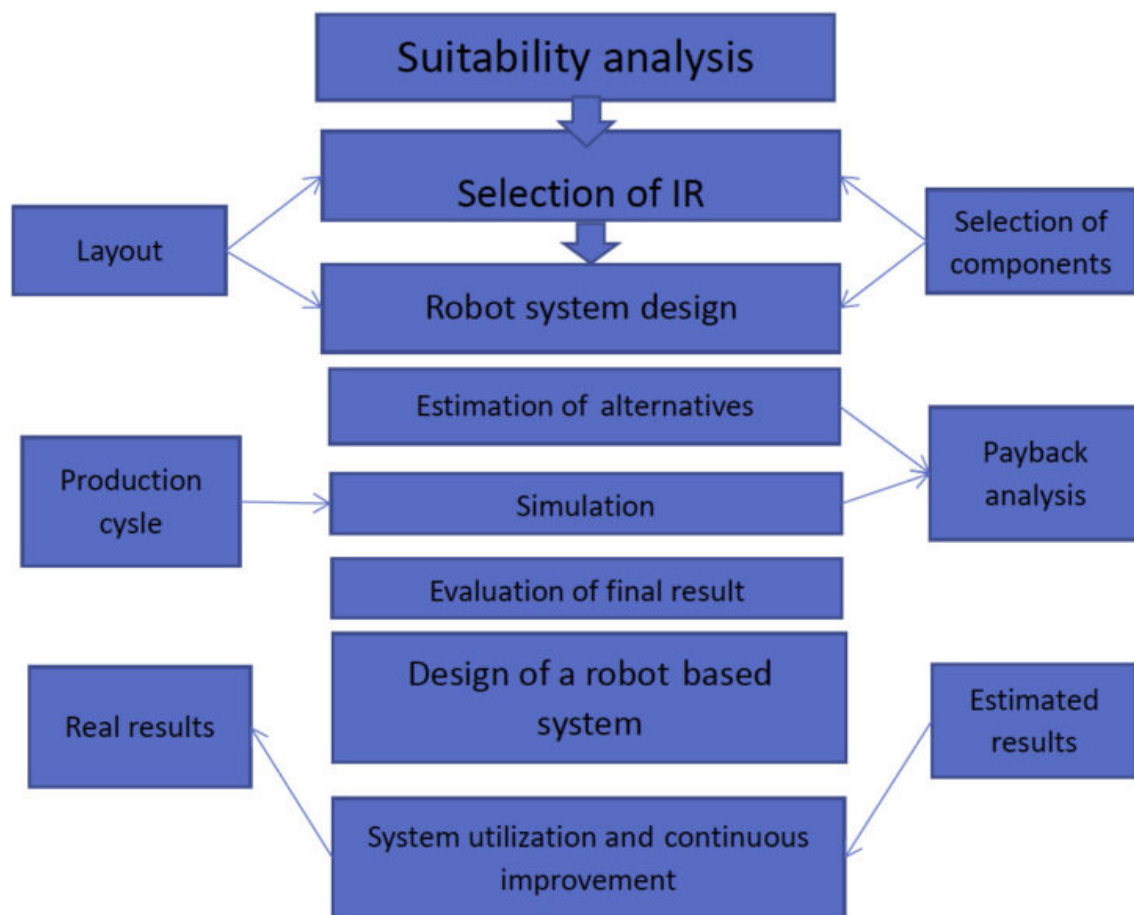 Suitability analysis
Selection of IR
Layout
Selection of
components
Robot system design
Estimation of alternatives
Production
cysle
Payback
analysis
Simulation
Evaluation of final result
Design of a robot based
system
Real results
Estimated
results
System utilization and continuous
improvement